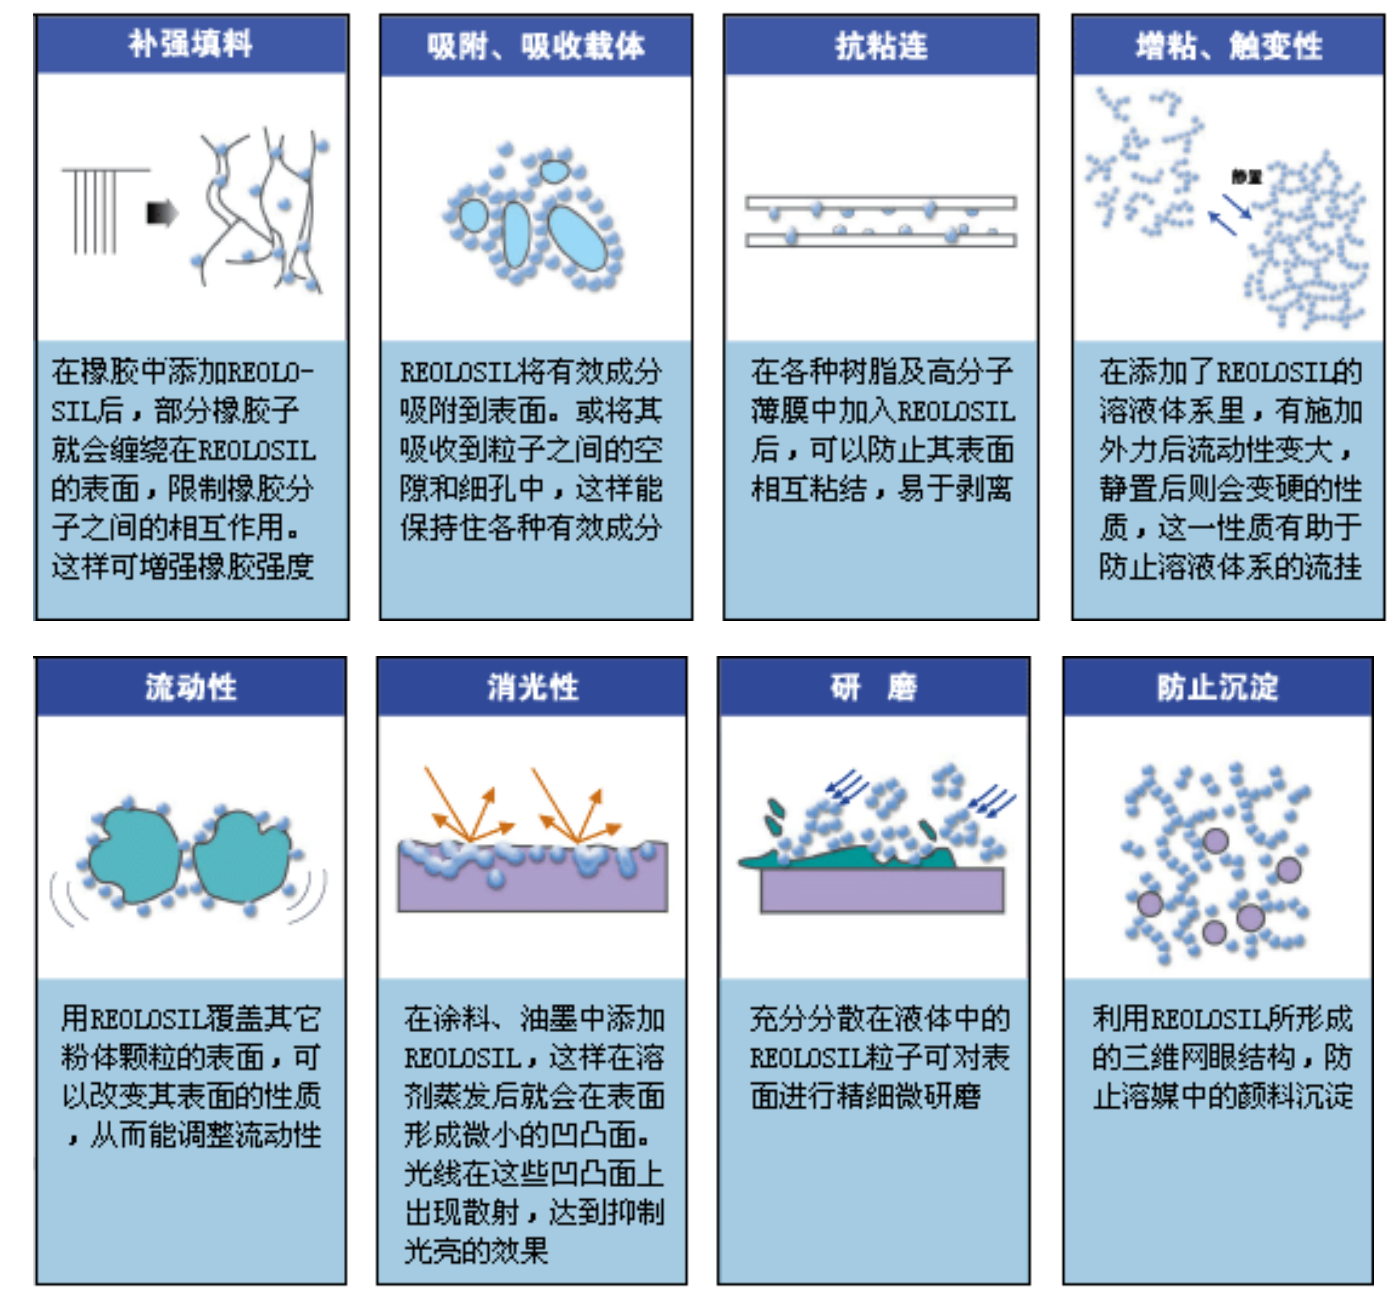 补强填料
在橡胶中添加REOLO-
SIL后，部分橡胶子
就会缠绕在REOLOSIL
的表面，限制橡胶分
子之间的相互作用。
这样可增强橡胶强度
吸附、吸收载体
REOLOSIL将有效成分
吸附到表面。或将其
吸收到粒子之间的空
隙和细孔中，这样能
保持住各种有效成分
抗粘连
在各种树脂及高分子
薄膜中加入REOLOSIL
后，可以防止其表面
相互粘结，易于剥离
增粘、触变性
静置
在添加了REOLOSIL的
溶液体系里，有施加
外力后流动性变大，
静置后则会变硬的性
质，这一性质有助于
防止溶液体系的流挂
流动性
用REOLOSIL覆盖其它
粉体颗粒的表面，可
以改变其表面的性质
，从而能调整流动性
消光性
在涂料、油墨中添加
REOLOSIL，这样在溶
剂蒸发后就会在表面
形成微小的凹凸面。
光线在这些凹凸面上
出现散射，达到抑制
光亮的效果
研 磨
充分分散在液体中的
REOLOSIL粒子可对表
面进行精细微研磨
防止沉淀
利用REOLOSIL所形成
的三维网眼结构，防
止溶媒中的颜料沉淀